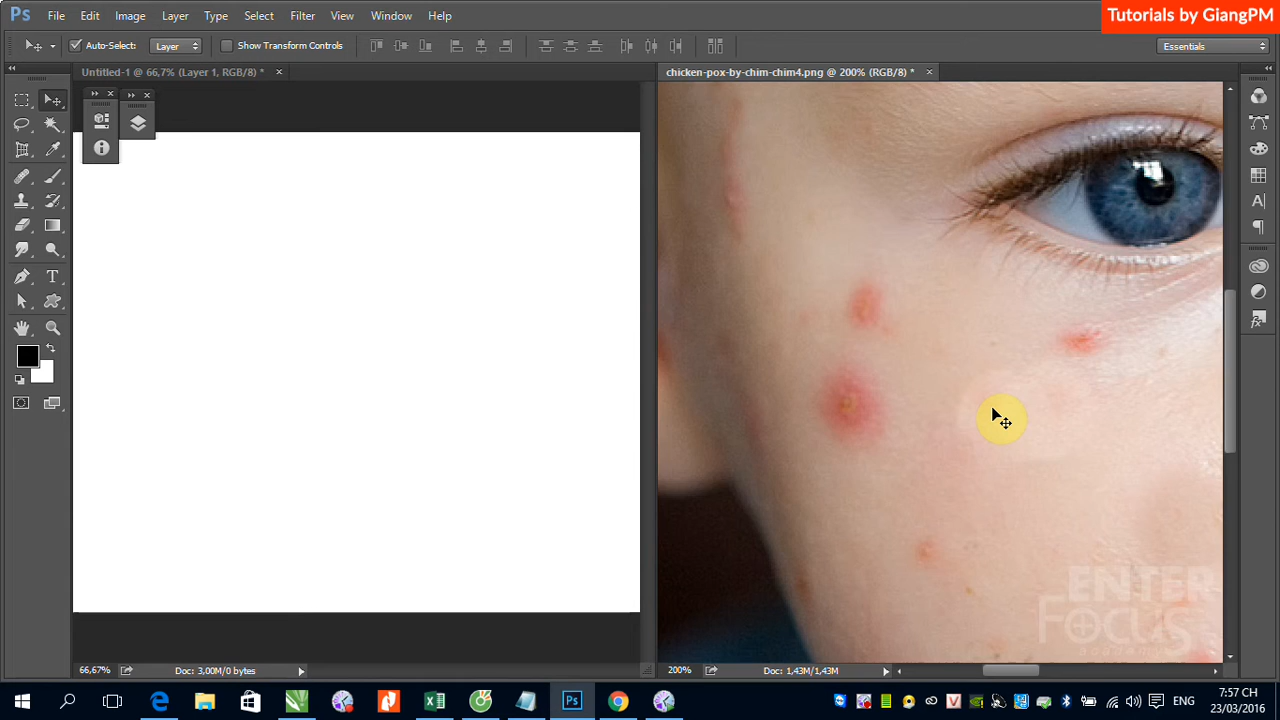 Ps File Edit Image Layer Type Select Filter View Window Help
Tutorials by GiangPM
Auto-Select: Layer Show Transform Controls Essentials
Untitled-1 @ 66,7% (Layer 1, RGB/8) *
chicken-pox-by-chim-chim4.png @ 200% (RGB/8) *
ENTER
FOCUS
66,67% Doc: 3,00M/0 bytes
200% Doc: 1,43M/1,43M
ENG
7:57 CH
23/03/2016